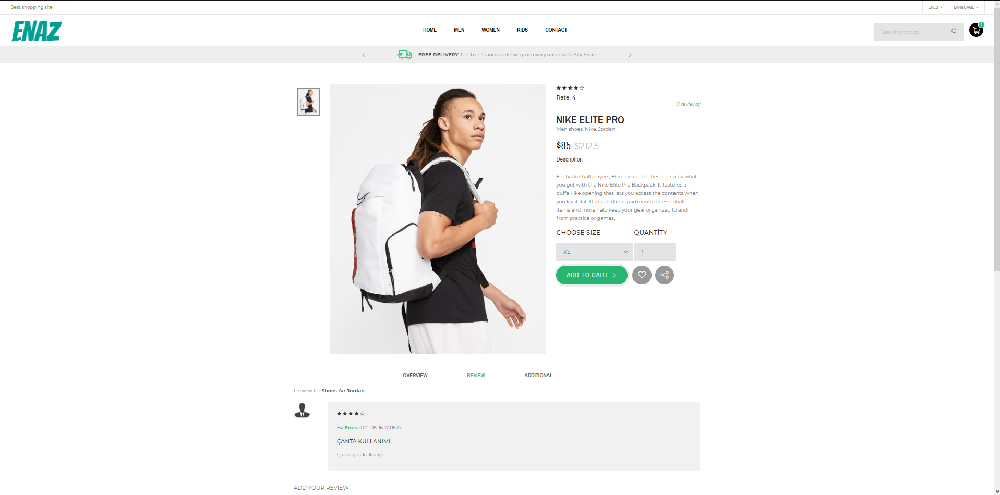 Best shopping site
ENES
LANGUAGE
ENAZ
HOME
MEN
WOMEN
KIDS
CONTACT
Search product
1
FREE DELIVERY: Get free standard delivery on every order with Sky Store
Rate: 4
(1 reviews)
NIKE ELITE PRO
Men shoes, Nike, Jordan
$85 $212.5
Description
For basketball players, Elite means the best—exactly what
you get with the Nike Elite Pro Backpack. It features a
duffel-like opening that lets you access the contents when
you lay it flat. Dedicated compartments for essentials
items and more help keep your gear organized to and
from practice or games.
CHOOSE SIZE
QUANTİTY
XS
1
ADD TO CART
OVERVIEW
REVIEW
ADDITIONAL
1 review for Shoes Air Jordan
By Enes 2021-05-16 17:05:17
ÇANTA KULLANIMI
Çanta çok kullanışlı
ADD YOUR REVIEW